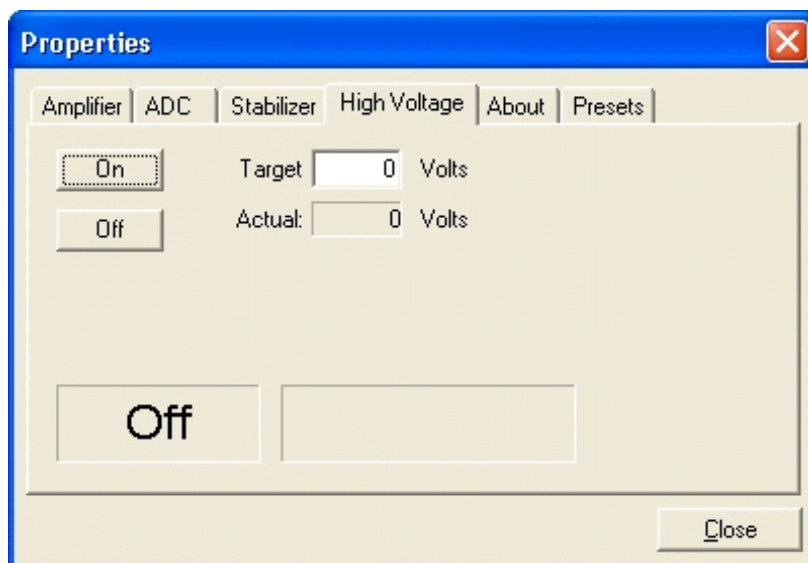 Properties
Amplifier ADC Stabilizer High Voltage About Presets
On Target 0 Volts
Off Actual: 0 Volts
Off
Close